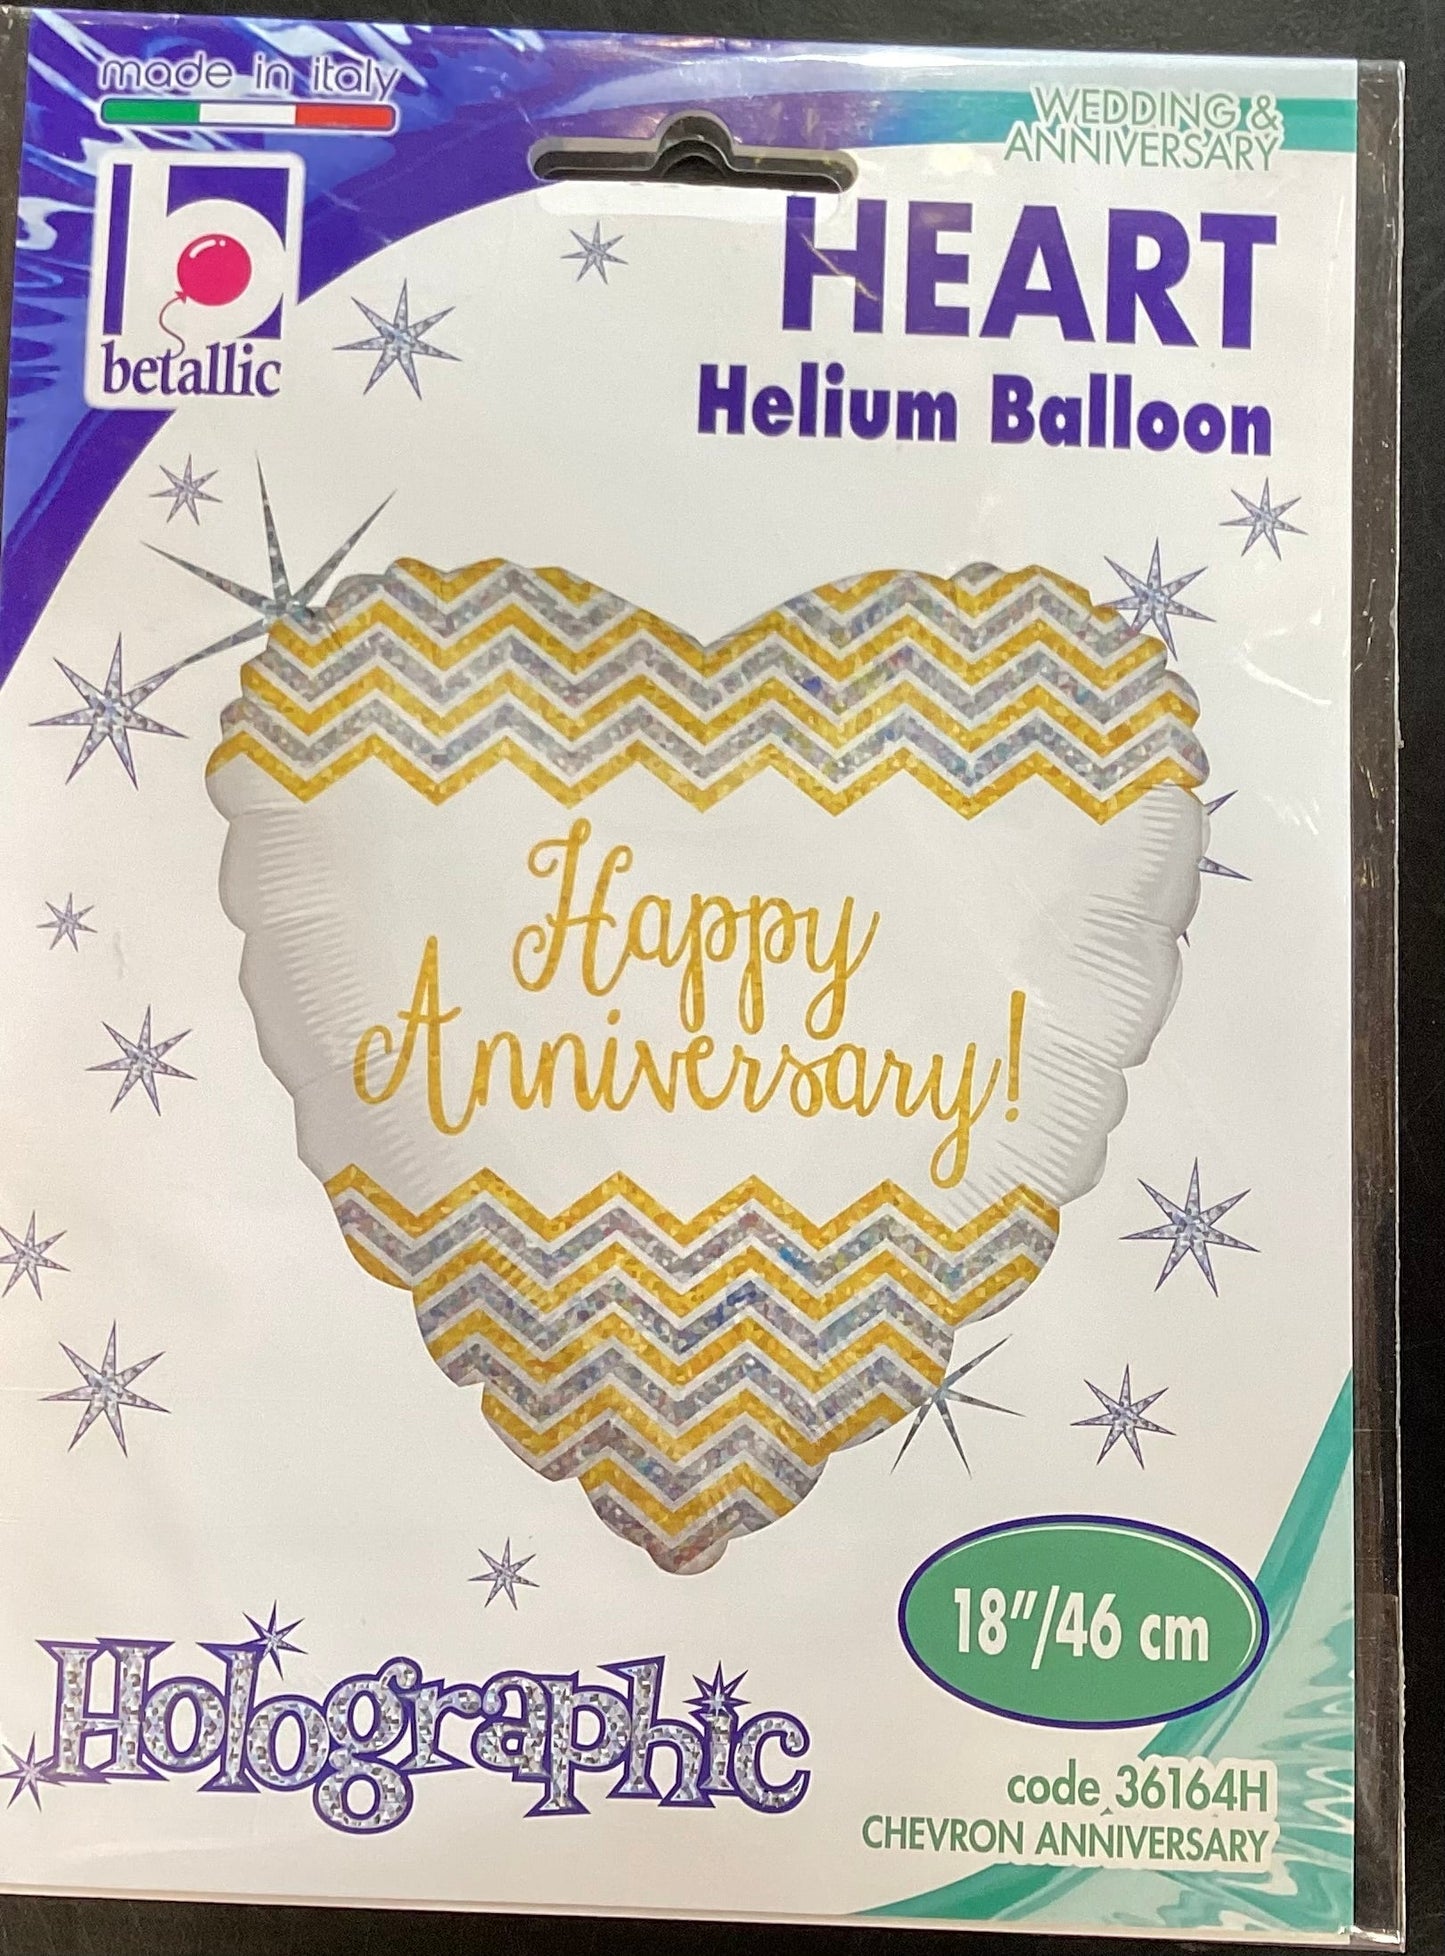 made in italy
betallic
WEDDING &
ANNIVERSARY
HEART
Helium Balloon
Happy
Anniversary!
18"/46 cm
Holographic
code 36164H
CHEVRON ANNIVERSARY